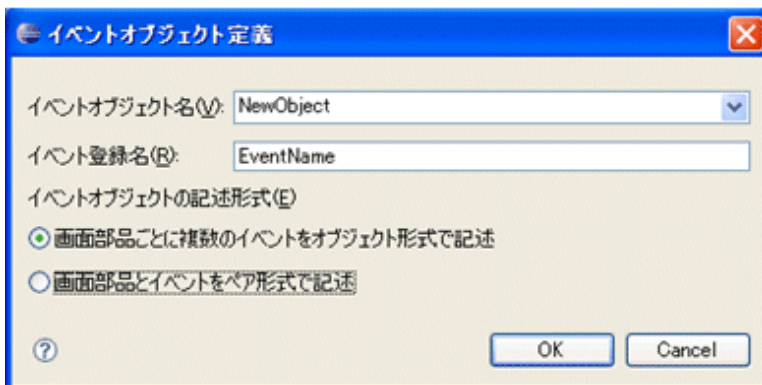 イベントオブジェクト定義
イベントオブジェクト名(V): NewObject
イベント登録名(R): EventName
イベントオブジェクトの記述形式(E)
画面部品ごとに複数のイベントをオブジェクト形式で記述
画面部品とイベントをペア形式で記述
? OK Cancel